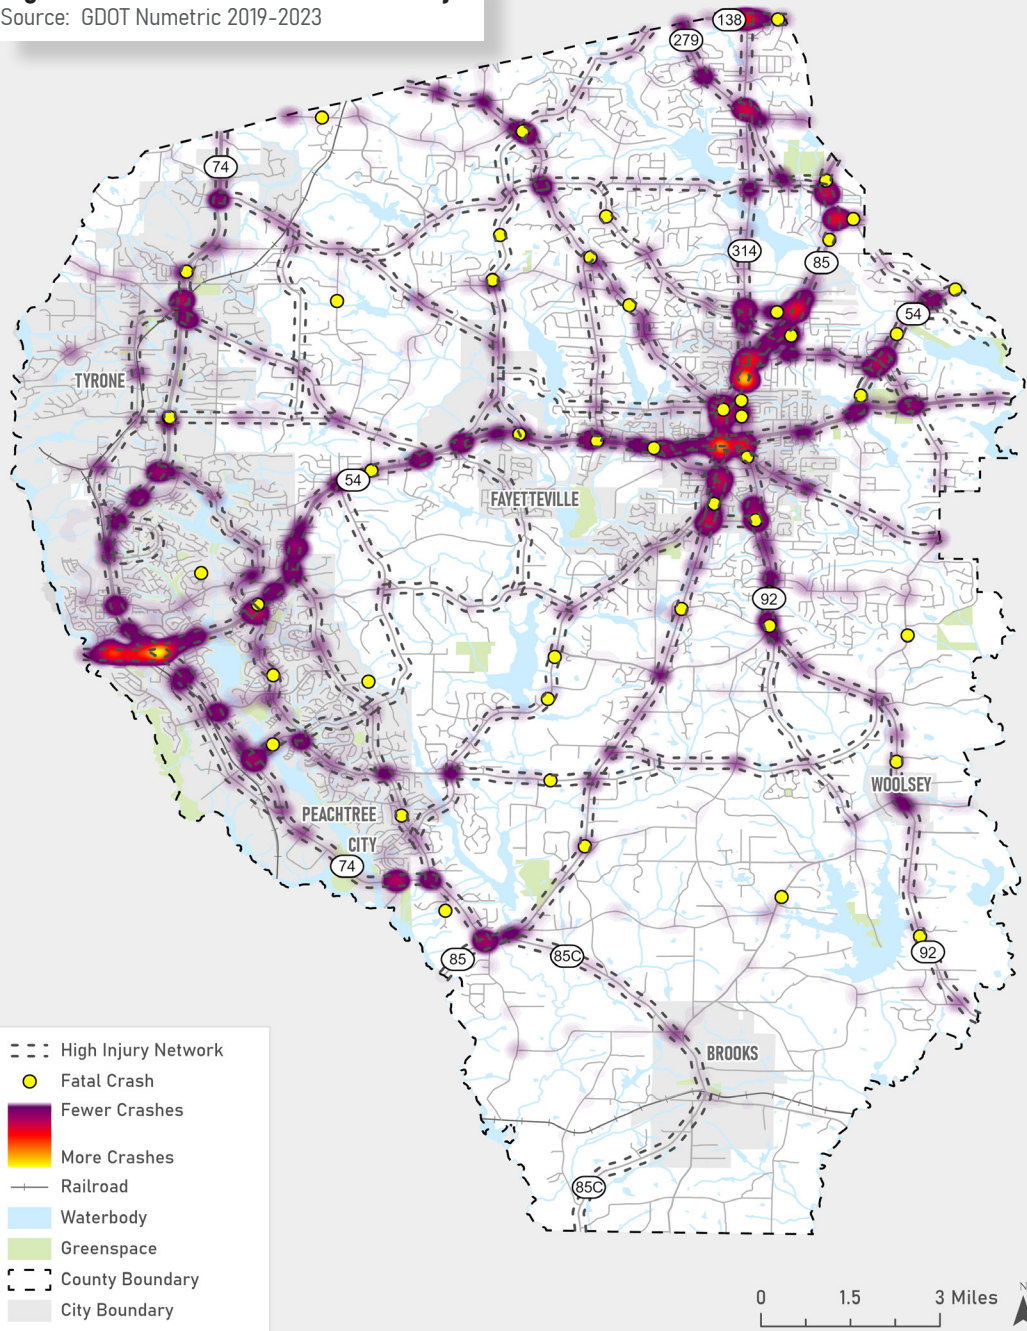 Source: GDOT Numetric 2019-2023
138
279
74
314
85
54
TYRONE
54
FAYETTEVILLE
92
WOOLSEY
PEACHTREE
CITY
74
85
85C
92
BROOKS
85C
High Injury Network
Fatal Crash
Fewer Crashes
More Crashes
Railroad
Waterbody
Greenspace
County Boundary
City Boundary
0 1.5 3 Miles
N